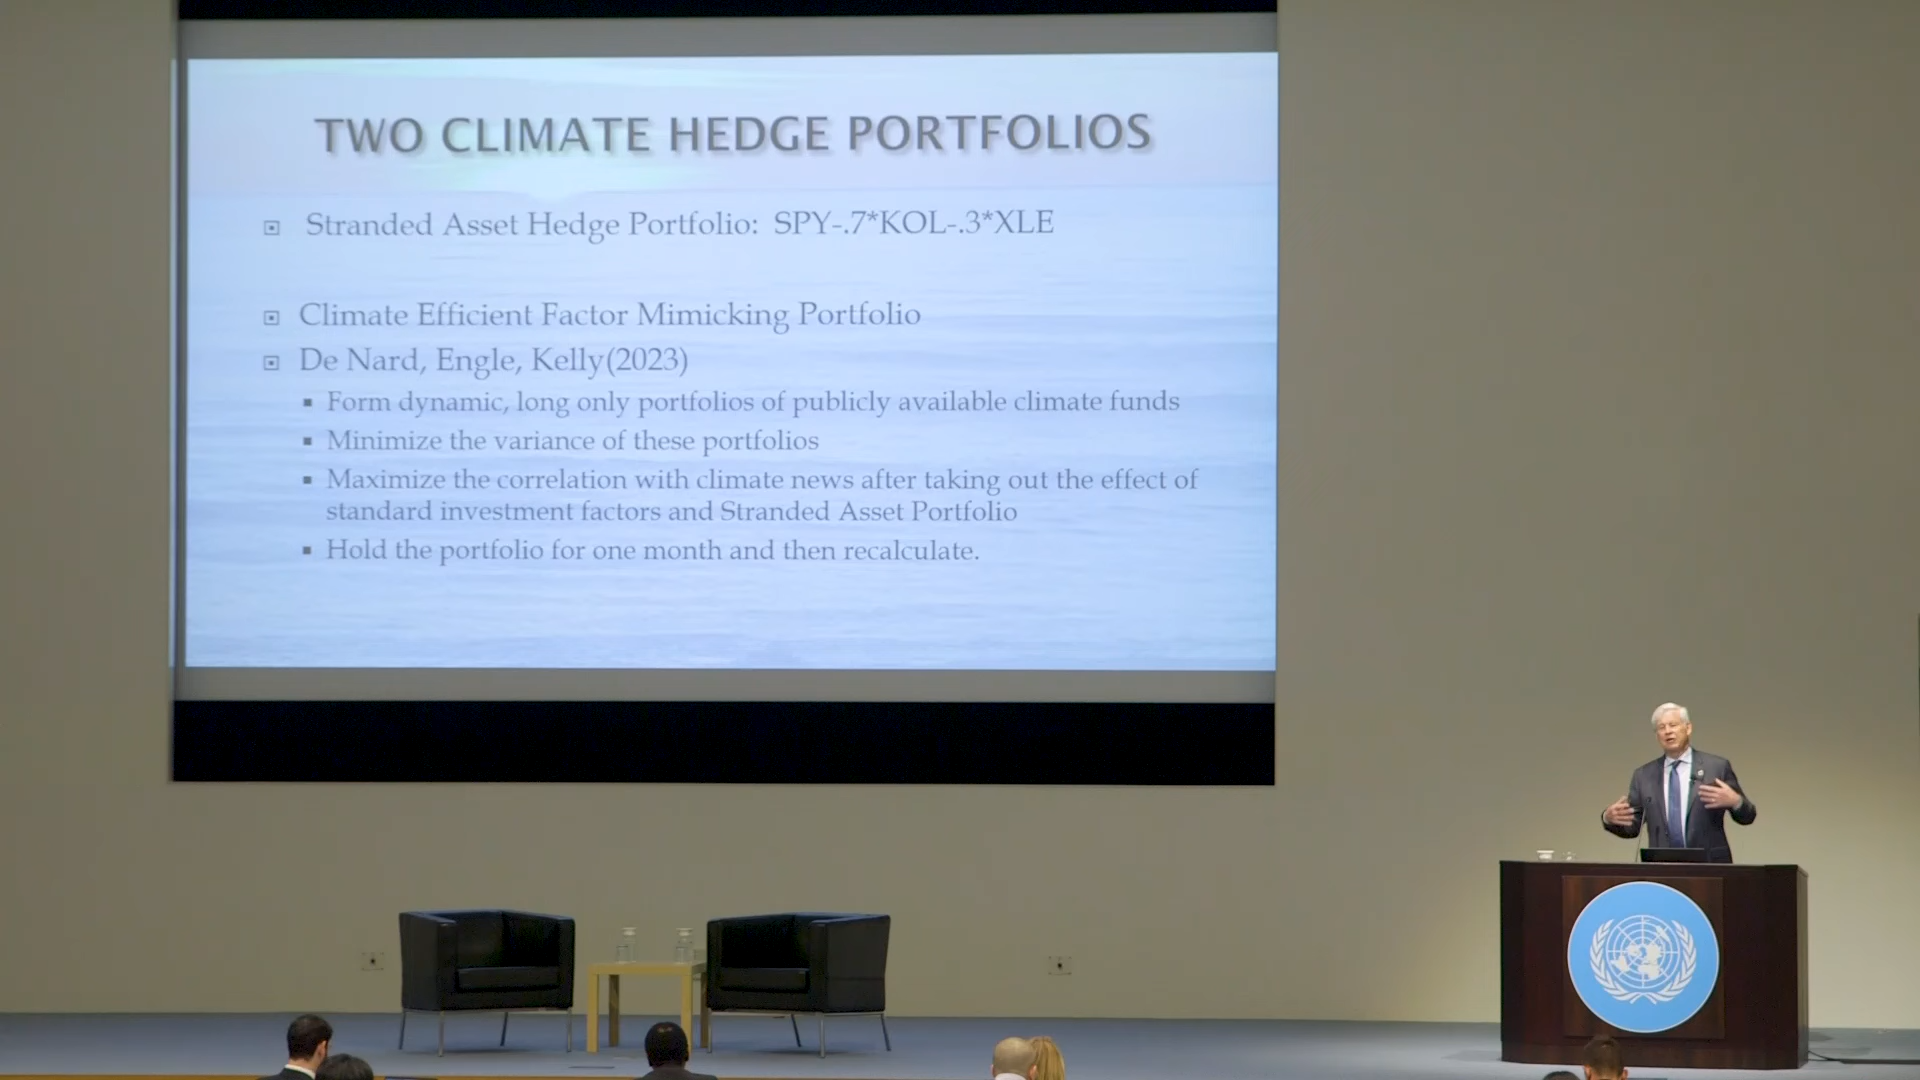 TWO CLIMATE HEDGE PORTFOLIOS
Stranded Asset Hedge Portfolio: SPY-.7*KOL-.3*XLE
Climate Efficient Factor Mimicking Portfolio
De Nard, Engle, Kelly(2023)
Form dynamic, long only portfolios of publicly available climate funds
Minimize the variance of these portfolios
Maximize the correlation with climate news after taking out the effect of
standard investment factors and Stranded Asset Portfolio
Hold the portfolio for one month and then recalculate.